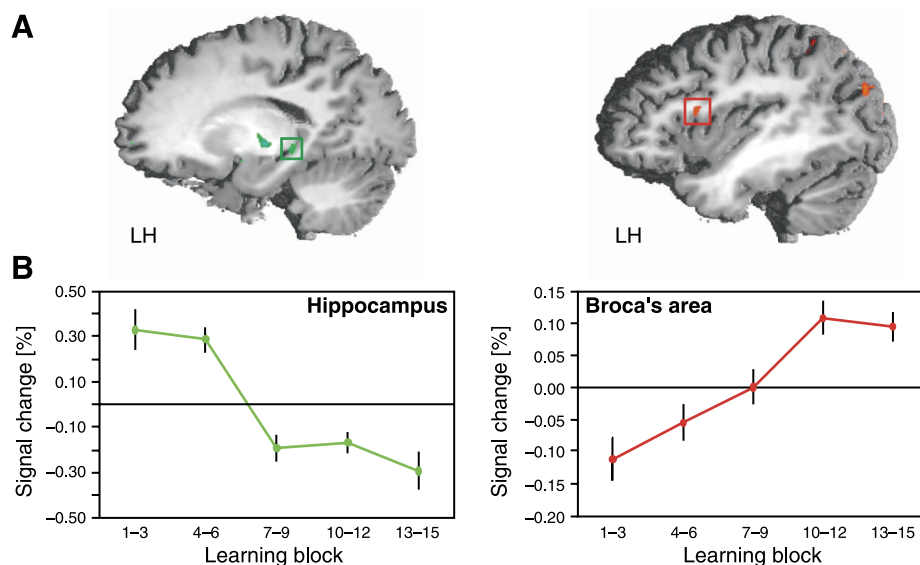 A
LH
LH
B
Hippocampus
Signal change [%]
0.50
0.30
0.10
−0.10
−0.30
−0.50
1–3 4–6 7–9 10–12 13–15
Learning block
Broca's area
Signal change [%]
0.15
0.10
0.05
0.00
−0.05
−0.10
−0.15
−0.20
1–3 4–6 7–9 10–12 13–15
Learning block